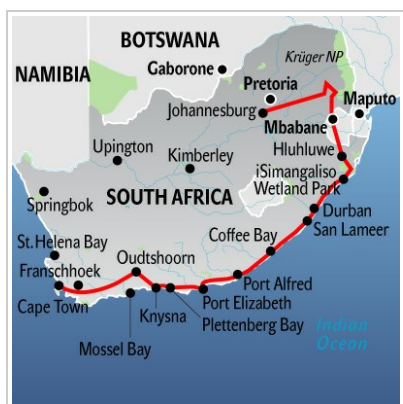 BOTSWANA
Krüger NP
NAMIBIA
Gaborone
Pretoria
Maputo
Johannesburg
Mbabane
Hluhluwe
Upington
Kimberley
iSimangaliso
Wetland Park
Springbok
SOUTH AFRICA
Durban
San Lameer
Coffee Bay
St. Helena Bay
Oudtshoorn
Franschhoek
Port Alfred
Cape Town
Knysna
Port Elizabeth
Plettenberg Bay
Mossel Bay
Indian
Ocean